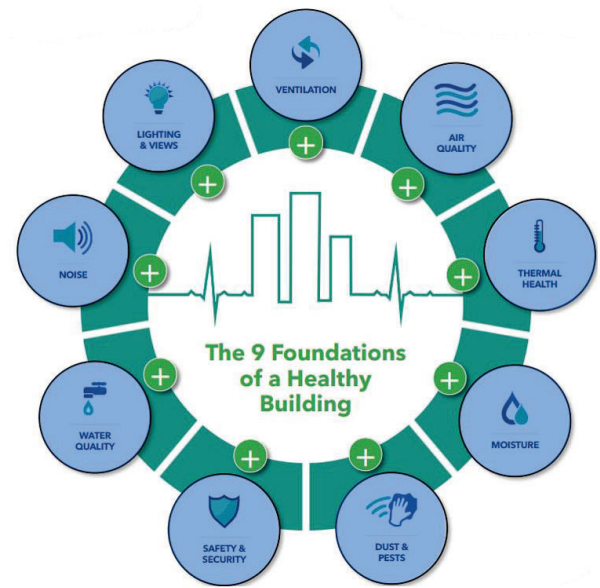 VENTILATION
AIR
QUALITY
THERMAL
HEALTH
MOISTURE
DUST &
PESTS
SAFETY &
SECURITY
WATER
QUALITY
NOISE
LIGHTING
& VIEWS
The 9 Foundations
of a Healthy
Building